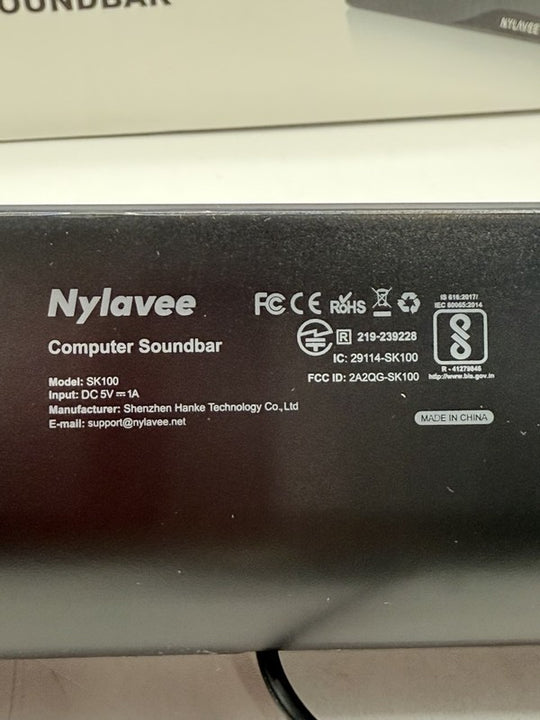 OUNDBAR
NYLAVEE
Nylavee
Computer Soundbar
Model: SK100
Input: DC 5V⎓1A
Manufacturer: Shenzhen Hanke Technology Co.,Ltd
E-mail: support@nylavee.net
FC CE RoHS
R 219-239228
IC: 29114-SK100
FCC ID: 2A2QG-SK100
IS 616:2017/
IEC 60065:2014
R - 41279846
http://www.bis.gov.in
MADE IN CHINA